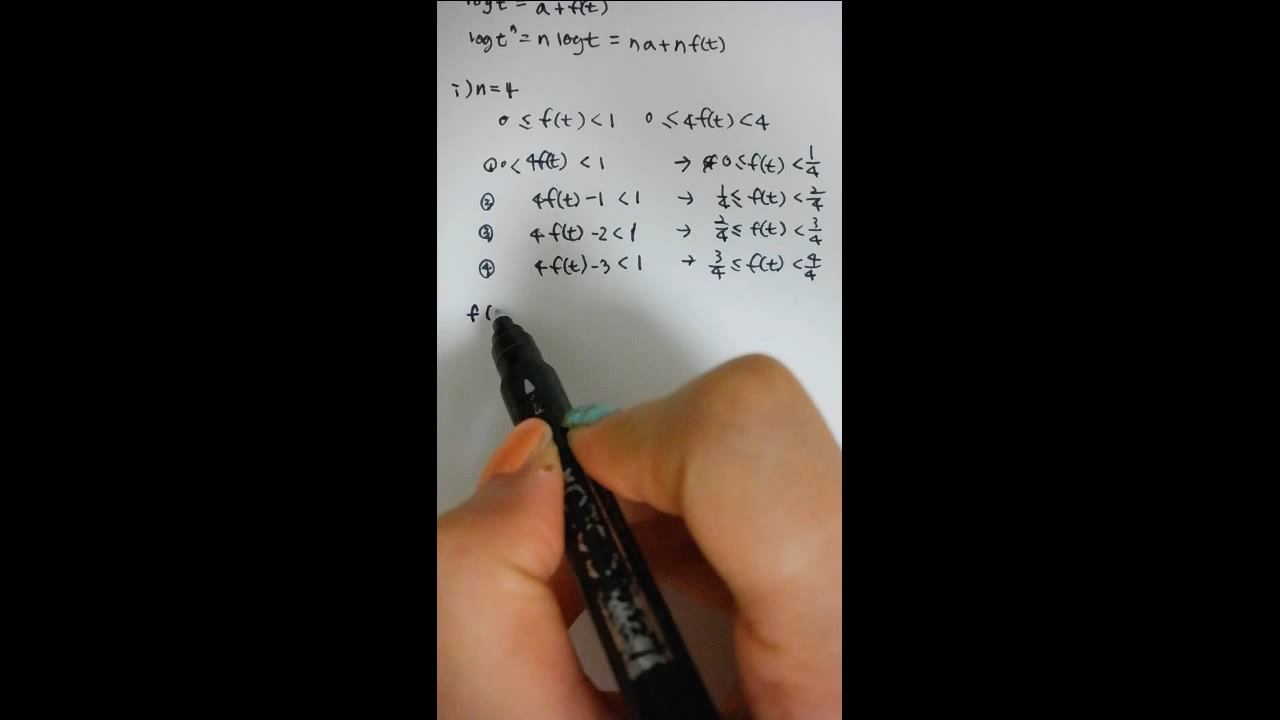 log t = a + f(t)
log tⁿ = n log t = na + nf(t)
i) n = 4
0 ≤ f(t) < 1 0 ≤ 4f(t) < 4
① 0 < 4f(t) < 1 → 0 ≤ f(t) < 1/4
② 4f(t) - 1 < 1 → 1/4 ≤ f(t) < 2/4
③ 4f(t) - 2 < 1 → 2/4 ≤ f(t) < 3/4
④ 4f(t) - 3 < 1 → 3/4 ≤ f(t) < 4/4
f(